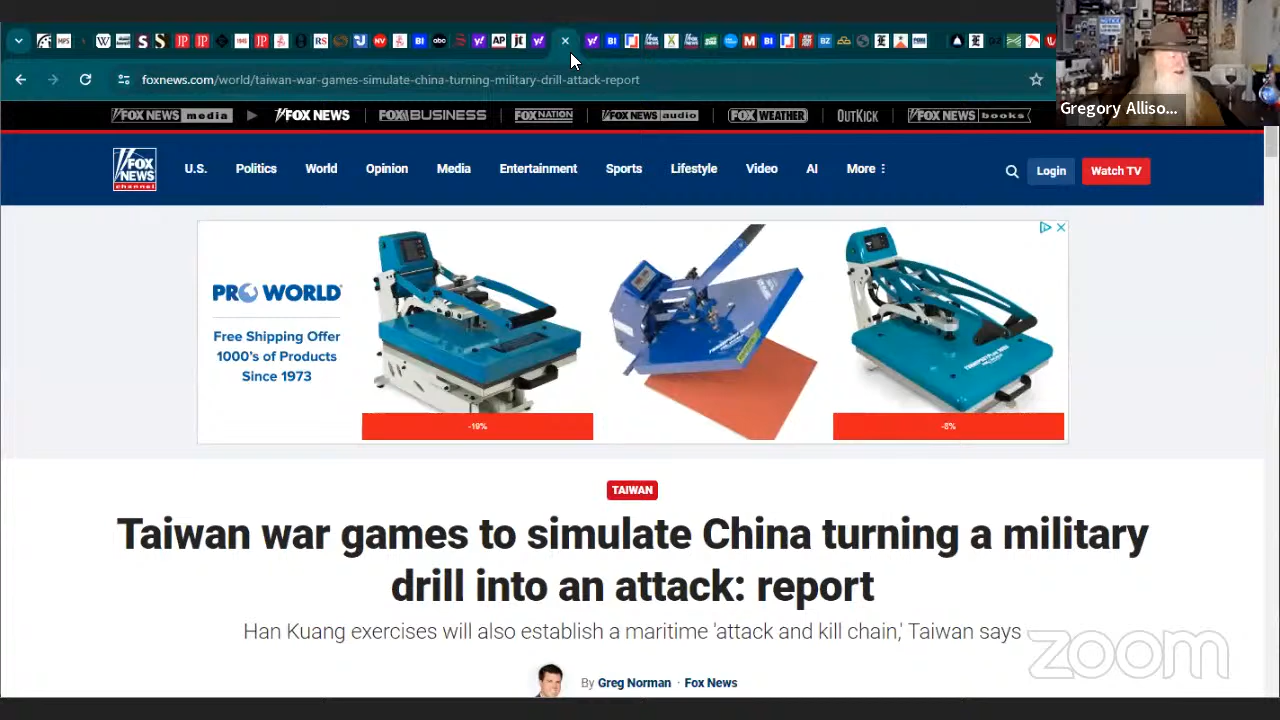 foxnews.com/world/taiwan-war-games-simulate-china-turning-military-drill-attack-report
Gregory Alliso...
FOX NEWS media FOX NEWS FOX BUSINESS FOX NATION FOX NEWS audio FOX WEATHER OUTKICK FOX NEWS books
FOX
NEWS
channel
U.S. Politics World Opinion Media Entertainment Sports Lifestyle Video AI More
Login
Watch TV
PRO WORLD
Free Shipping Offer
1000's of Products
Since 1973
-19%
-8%
TAIWAN
Taiwan war games to simulate China turning a military
drill into an attack: report
Han Kuang exercises will also establish a maritime 'attack and kill chain,' Taiwan says
By Greg Norman · Fox News
zoom